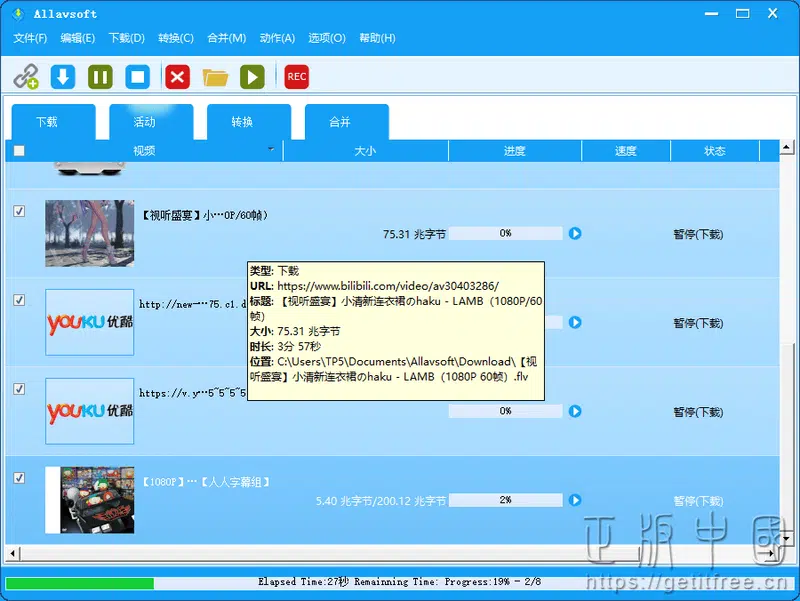 Allavsoft
文件(F) 编辑(E) 下载(D) 转换(C) 合并(M) 动作(A) 选项(O) 帮助(H)
REC
下载 活动 转换 合并
视频 大小 进度 速度 状态
【视听盛宴】小…0P/60帧）
75.31 兆字节 0% 暂停(下载)
类型: 下载
URL: https://www.bilibili.com/video/av30403286/
标题: 【视听盛宴】小清新连衣裙のhaku - LAMB（1080P/60
帧）
大小: 75.31 兆字节
时长: 3分 57秒
位置: C:\Users\TP5\Documents\Allavsoft\Download\【视
听盛宴】小清新连衣裙のhaku - LAMB（1080P 60帧）.flv
YOUKU 优酷
http://new-…75.c1.d
暂停(下载)
YOUKU 优酷
https://v.y…5~5~5~5
0% 暂停(下载)
【1080P】…【人人字幕组】
5.40 兆字节/200.12 兆字节 2% 暂停(下载)
正版中國
https://getitfree.cn
Elapsed Time:27秒 Remainning Time: Progress:19% - 2/8